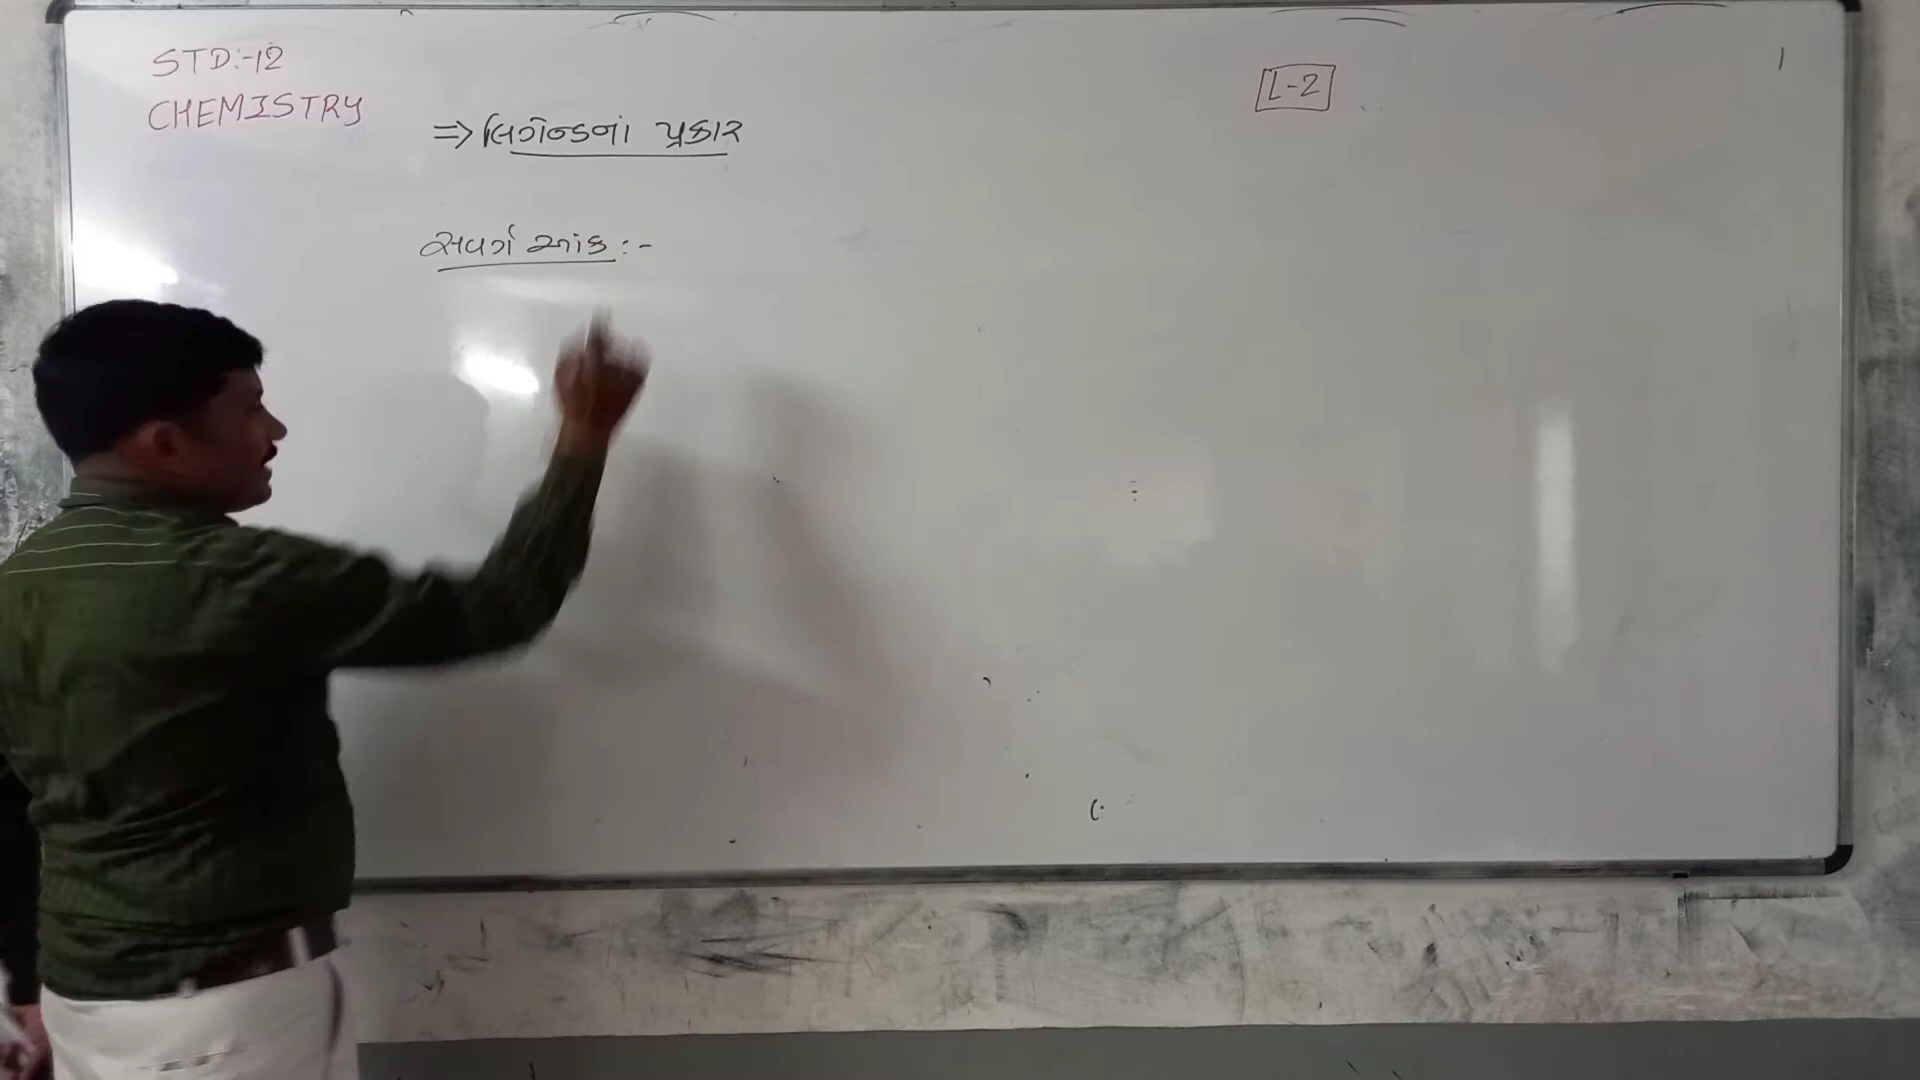 STD:-12
CHEMISTRY
L-2
⇒ લિગેન્ડનાં પ્રકાર
સવર્ગ આંક :-